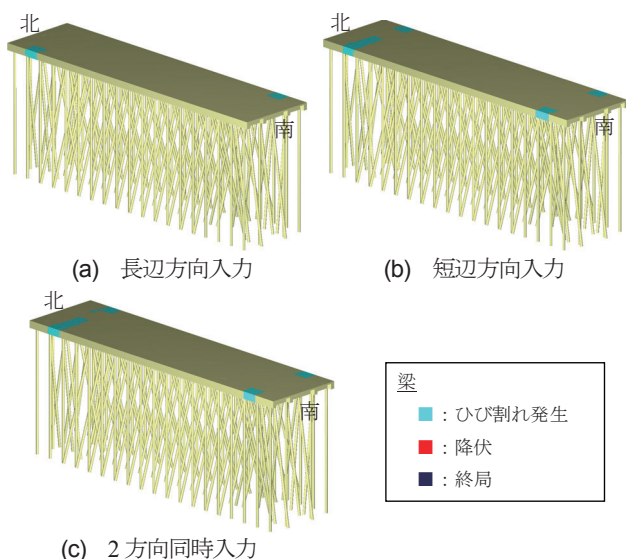 北
南
(a) 長辺方向入力
北
南
(b) 短辺方向入力
北
南
(c) 2方向同時入力
梁
：ひび割れ発生
：降伏
：終局